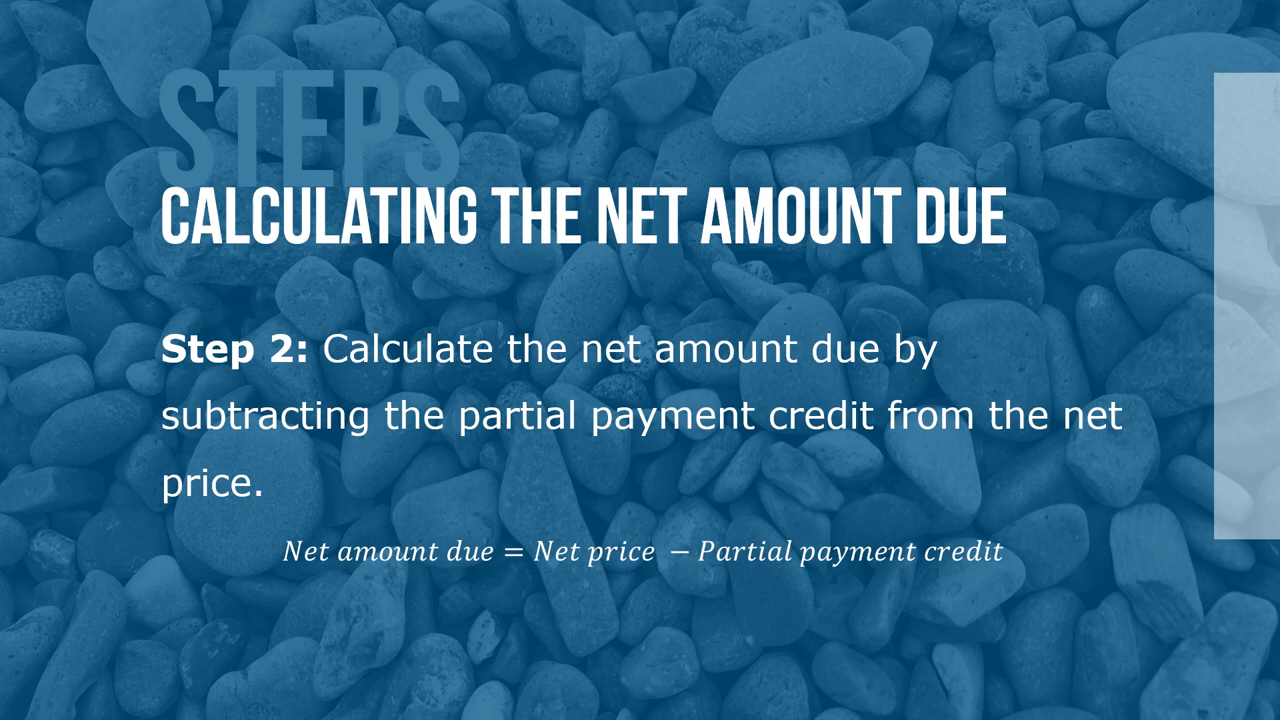 STEPS
CALCULATING THE NET AMOUNT DUE
Step 2: Calculate the net amount due by
subtracting the partial payment credit from the net
price.
Net amount due = Net price − Partial payment credit